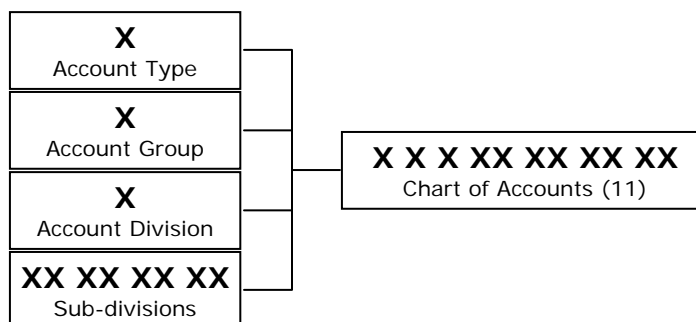 X
Account Type
X
Account Group
X
Account Division
XX XX XX XX
Sub-divisions
X X X XX XX XX XX
Chart of Accounts (11)